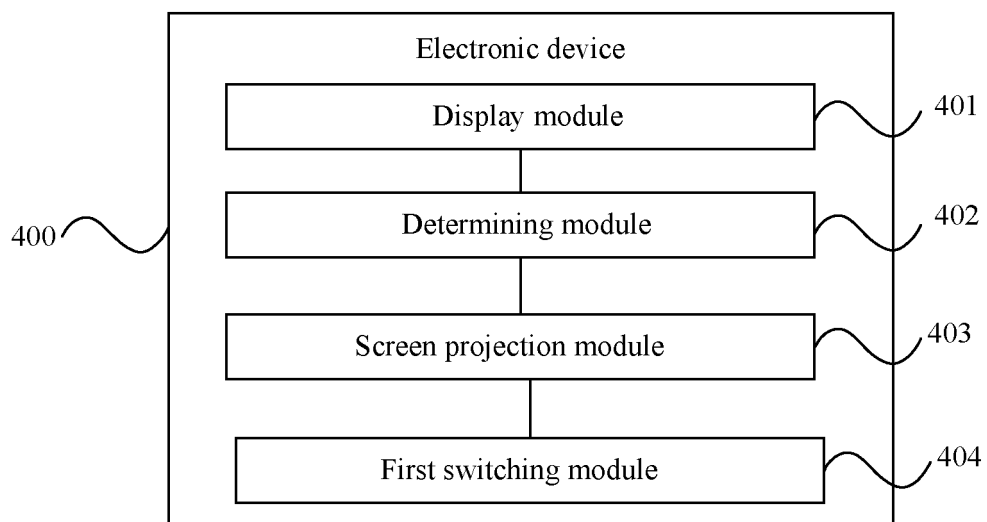 Electronic device
Display module
401
Determining module
402
400
Screen projection module
403
First switching module
404